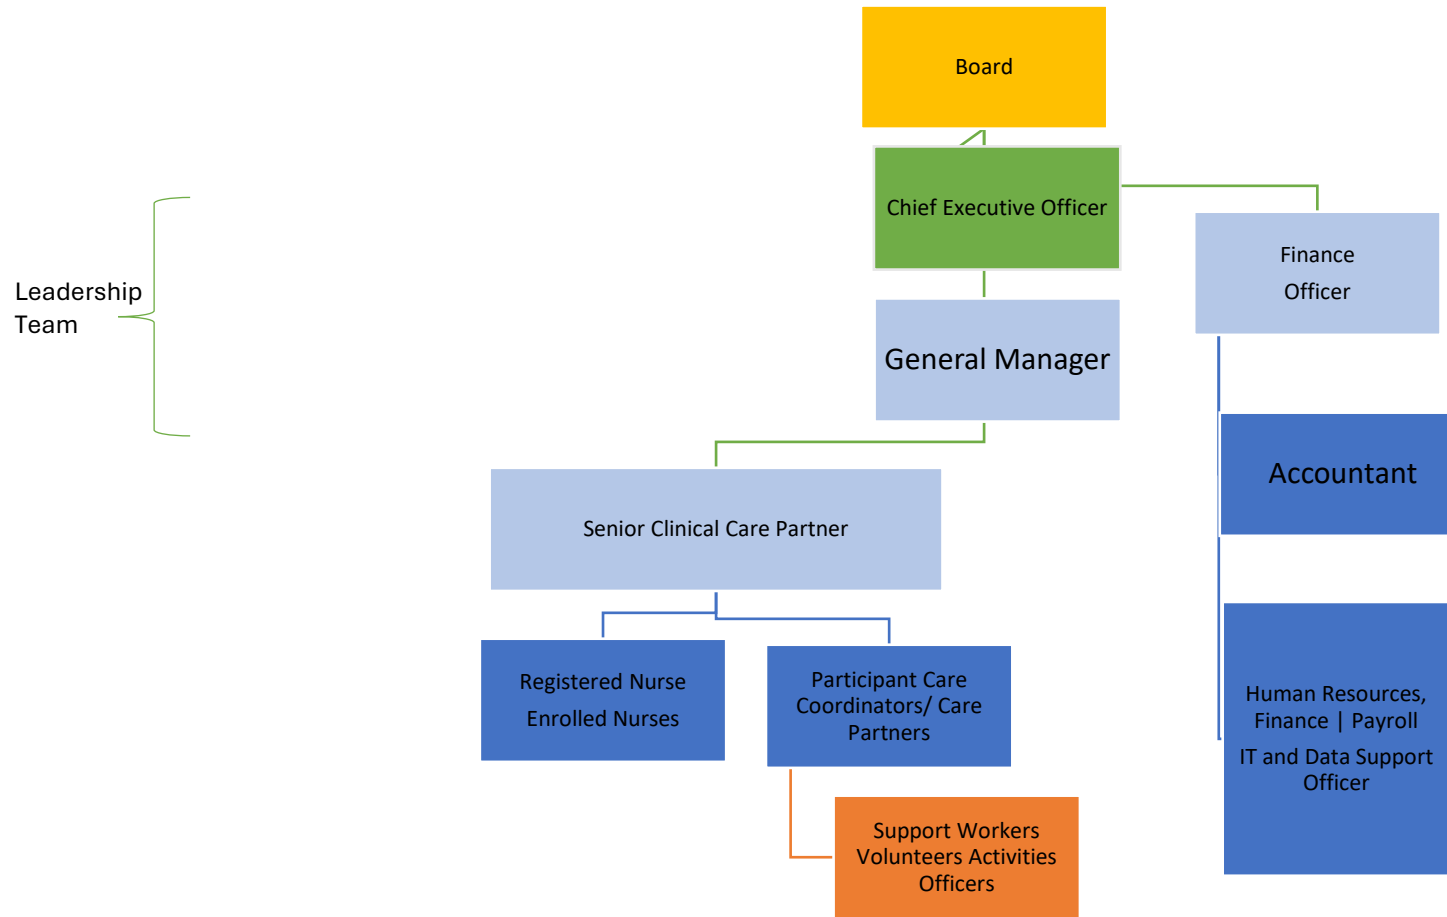 Board
Chief Executive Officer
Finance
Officer
Leadership
Team
General Manager
Accountant
Senior Clinical Care Partner
Registered Nurse
Enrolled Nurses
Participant Care
Coordinators/ Care
Partners
Human Resources,
Finance | Payroll
IT and Data Support
Officer
Support Workers
Volunteers Activities
Officers